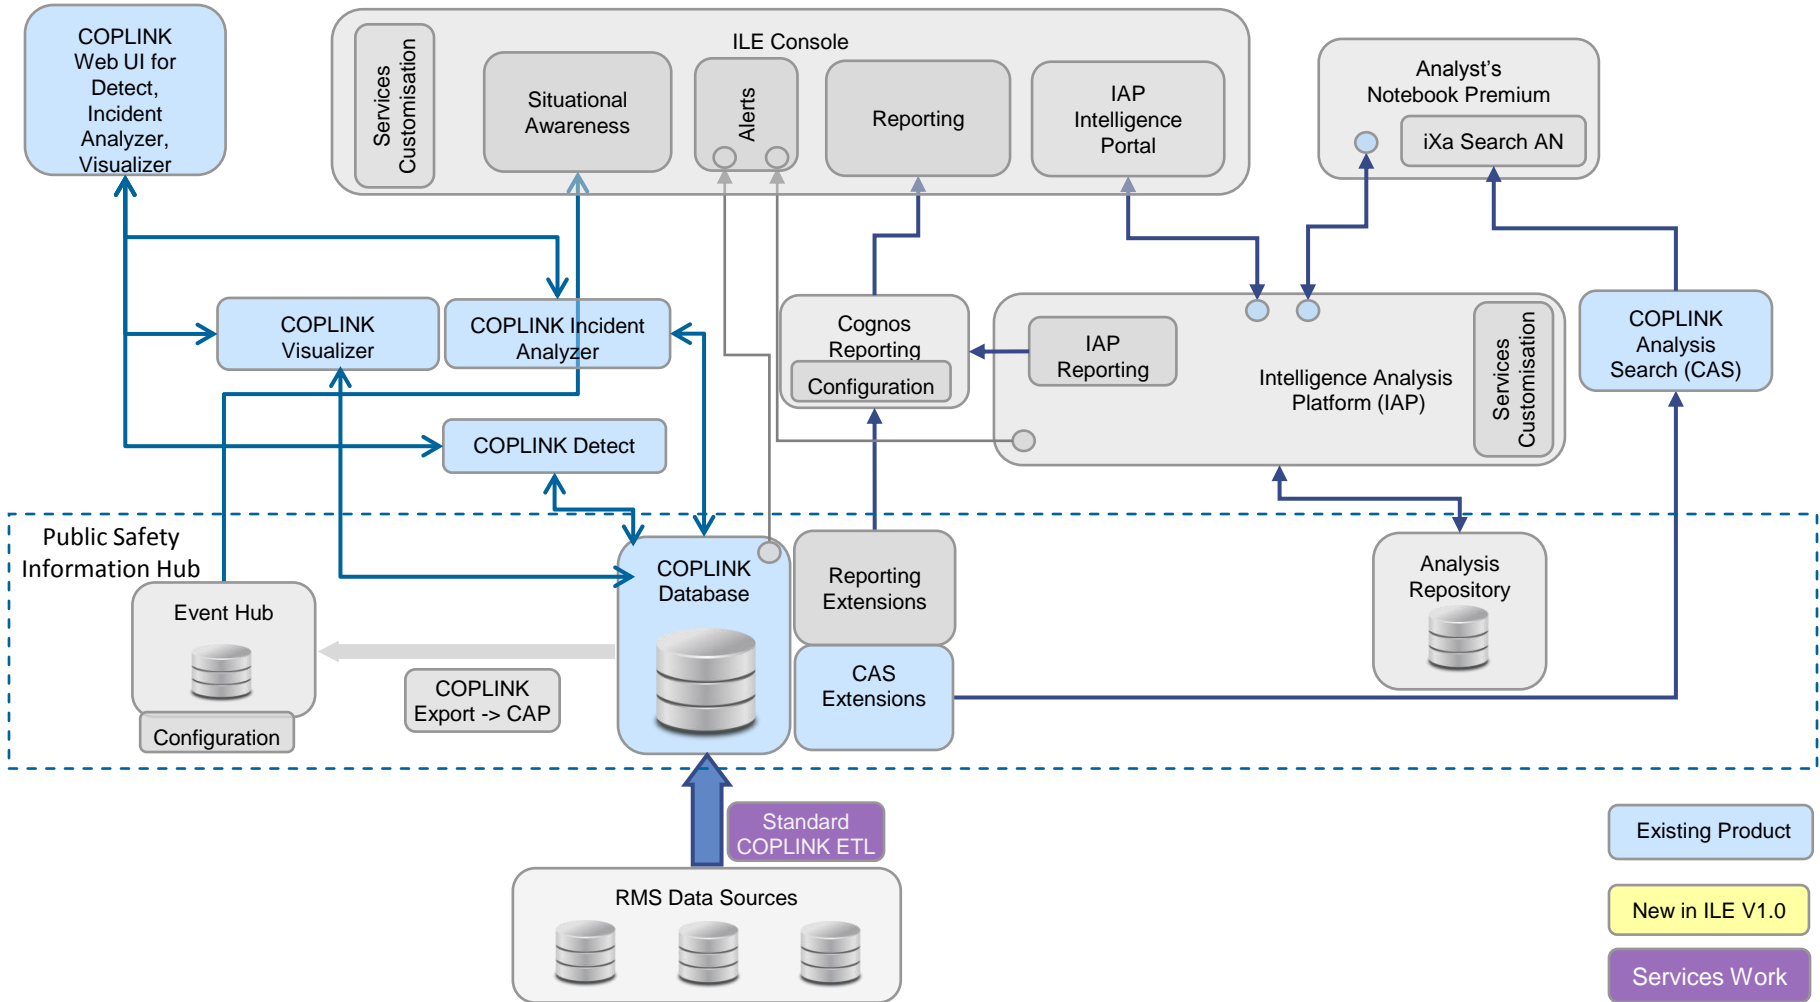 COPLINK
Web UI for
Detect,
Incident
Analyzer,
Visualizer
ILE Console
Services
Customisation
Situational
Awareness
Alerts
Reporting
IAP
Intelligence
Portal
Analyst's
Notebook Premium
iXa Search AN
COPLINK
Visualizer
COPLINK Incident
Analyzer
Cognos
Reporting
Configuration
IAP
Reporting
Intelligence Analysis
Platform (IAP)
Services
Customisation
COPLINK
Analysis
Search (CAS)
COPLINK Detect
Public Safety
Information Hub
Event Hub
Configuration
COPLINK
Export -> CAP
COPLINK
Database
Reporting
Extensions
CAS
Extensions
Analysis
Repository
Standard
COPLINK ETL
RMS Data Sources
Existing Product
New in ILE V1.0
Services Work